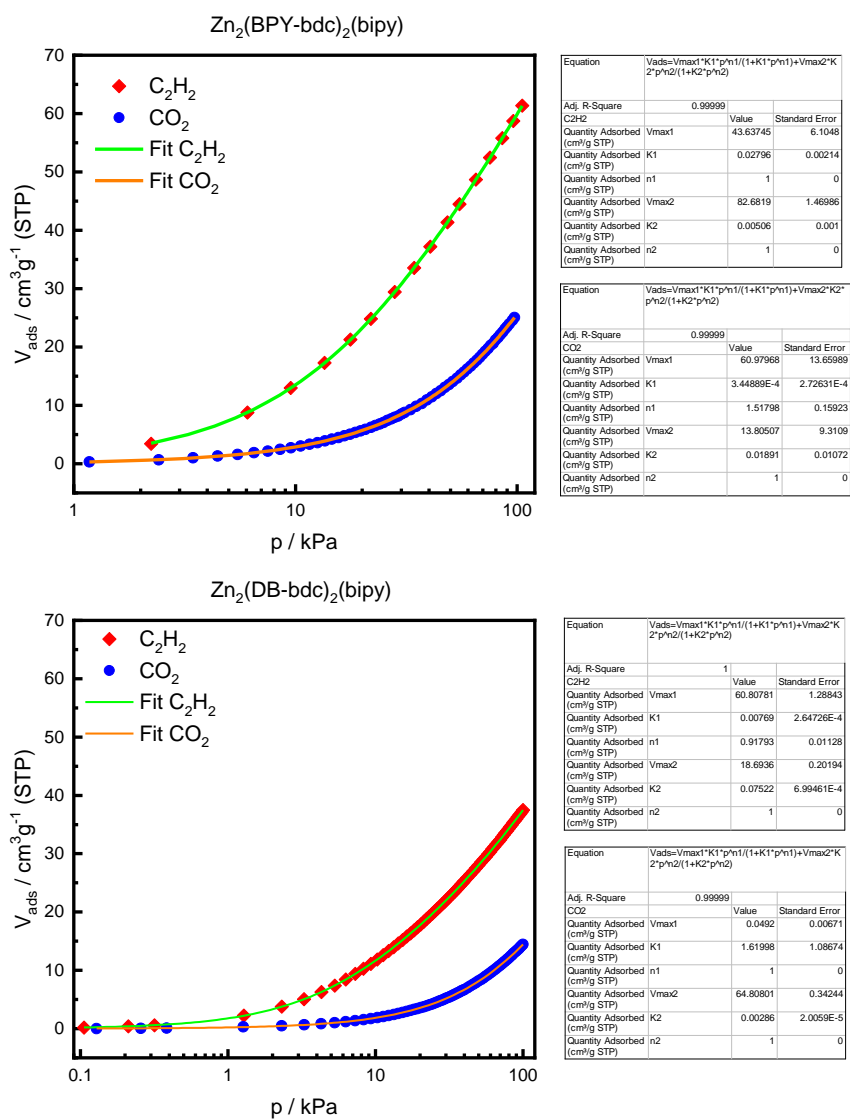 Zn₂(BPY-bdc)₂(bipy)
70
60
50
40
30
20
10
0
V_ads / cm³g⁻¹ (STP)
C₂H₂
CO₂
Fit C₂H₂
Fit CO₂
1
10
100
p / kPa
Equation Vads=Vmax1*K1*p^n1/(1+K1*p^n1)+Vmax2*K
2*p^n2/(1+K2*p^n2)
Adj. R-Square 0.99999
C2H2 Value Standard Error
Quantity Adsorbed Vmax1 43.63745 6.1048
(cm³/g STP)
Quantity Adsorbed K1 0.02796 0.00214
(cm³/g STP)
Quantity Adsorbed n1 1 0
(cm³/g STP)
Quantity Adsorbed Vmax2 82.6819 1.46986
(cm³/g STP)
Quantity Adsorbed K2 0.00506 0.001
(cm³/g STP)
Quantity Adsorbed n2 1 0
(cm³/g STP)
Equation Vads=Vmax1*K1*p^n1/(1+K1*p^n1)+Vmax2*K2*
p^n2/(1+K2*p^n2)
Adj. R-Square 0.99999
CO2 Value Standard Error
Quantity Adsorbed Vmax1 60.97968 13.65989
(cm³/g STP)
Quantity Adsorbed K1 3.44889E-4 2.72631E-4
(cm³/g STP)
Quantity Adsorbed n1 1.51798 0.15923
(cm³/g STP)
Quantity Adsorbed Vmax2 13.80507 9.3109
(cm³/g STP)
Quantity Adsorbed K2 0.01891 0.01072
(cm³/g STP)
Quantity Adsorbed n2 1 0
(cm³/g STP)
Zn₂(DB-bdc)₂(bipy)
70
60
50
40
30
20
10
0
V_ads / cm³g⁻¹ (STP)
C₂H₂
CO₂
Fit C₂H₂
Fit CO₂
0.1
1
10
100
p / kPa
Equation Vads=Vmax1*K1*p^n1/(1+K1*p^n1)+Vmax2*K
2*p^n2/(1+K2*p^n2)
Adj. R-Square 1
C2H2 Value Standard Error
Quantity Adsorbed Vmax1 60.80781 1.28843
(cm³/g STP)
Quantity Adsorbed K1 0.00769 2.64726E-4
(cm³/g STP)
Quantity Adsorbed n1 0.91793 0.01128
(cm³/g STP)
Quantity Adsorbed Vmax2 18.6936 0.20194
(cm³/g STP)
Quantity Adsorbed K2 0.07522 6.99461E-4
(cm³/g STP)
Quantity Adsorbed n2 1 0
(cm³/g STP)
Equation Vads=Vmax1*K1*p^n1/(1+K1*p^n1)+Vmax2*K
2*p^n2/(1+K2*p^n2)
Adj. R-Square 0.99999
CO2 Value Standard Error
Quantity Adsorbed Vmax1 0.0492 0.00671
(cm³/g STP)
Quantity Adsorbed K1 1.61998 1.08674
(cm³/g STP)
Quantity Adsorbed n1 1 0
(cm³/g STP)
Quantity Adsorbed Vmax2 64.80801 0.34244
(cm³/g STP)
Quantity Adsorbed K2 0.00286 2.0059E-5
(cm³/g STP)
Quantity Adsorbed n2 1 0
(cm³/g STP)